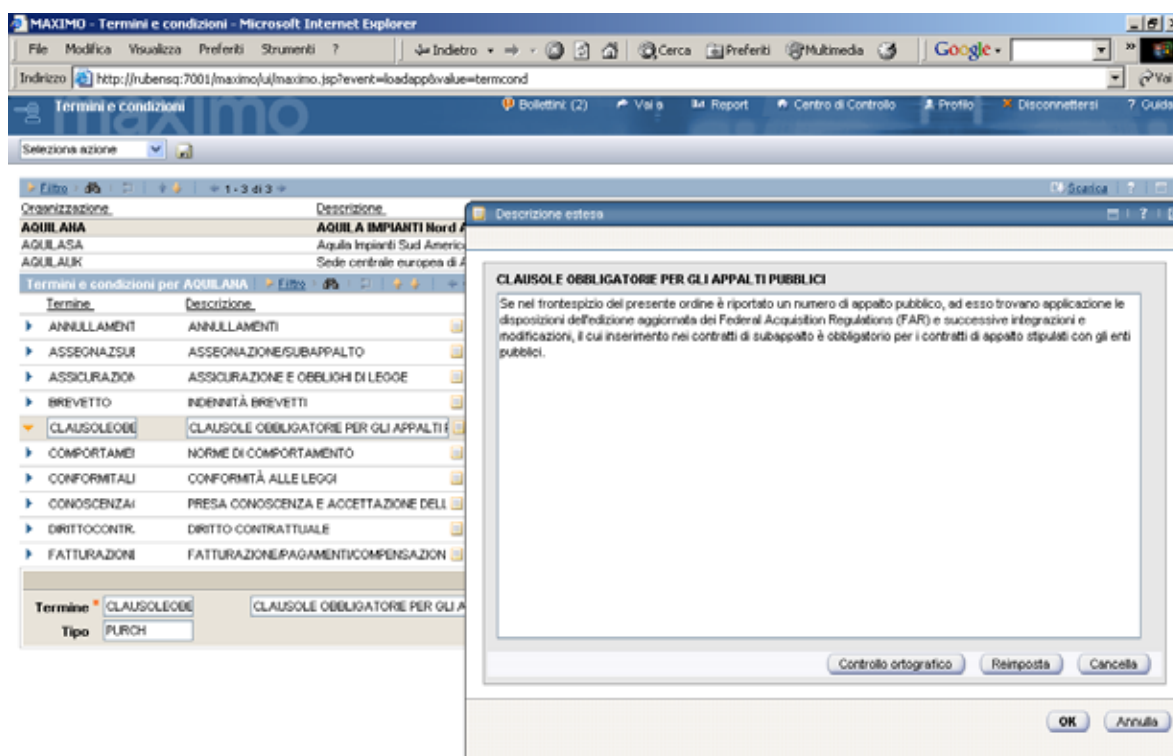 MAXIMO - Termini e condizioni - Microsoft Internet Explorer
File Modifica Visualizza Preferiti Strumenti ?
Indietro Cerca Preferiti Multimedia Google
Indirizzo http://rubensq:7001/maximo/ui/maximo.jsp?event=loadapp&value=termcond Vai
Termini e condizioni
maximo
Bollettini: (2) Vai a Report Centro di Controllo Profilo Disconnettersi ? Guida
Seleziona azione
Filtro 1 - 3 di 3 Scarica ?
Organizzazione Descrizione
AQUILANA AQUILA IMPIANTI Nord A
AQUILASA Aquila Impianti Sud Americ
AQUILAUK Sede centrale europea di A
Termini e condizioni per AQUILANA Filtro
Termine Descrizione
ANNULLAMENT ANNULLAMENTI
ASSEGNAZSUB ASSEGNAZIONE/SUBAPPALTO
ASSICURAZION ASSICURAZIONE E OBBLIGHI DI LEGGE
BREVETTO INDENNITÀ BREVETTI
CLAUSOLEOBB CLAUSOLE OBBLIGATORIE PER GLI APPALTI P
COMPORTAMEN NORME DI COMPORTAMENTO
CONFORMITALI CONFORMITÀ ALLE LEGGI
CONOSCENZA PRESA CONOSCENZA E ACCETTAZIONE DELL
DIRITTOCONTR. DIRITTO CONTRATTUALE
FATTURAZIONE FATTURAZIONE/PAGAMENTI/COMPENSAZION
Termine * CLAUSOLEOBB CLAUSOLE OBBLIGATORIE PER GLI A
Tipo PURCH
Descrizione estesa ?
CLAUSOLE OBBLIGATORIE PER GLI APPALTI PUBBLICI
Se nel frontespizio del presente ordine è riportato un numero di appalto pubblico, ad esso trovano applicazione le
disposizioni dell'edizione aggiornata dei Federal Acquisition Regulations (FAR) e successive integrazioni e
modificazioni, il cui inserimento nei contratti di subappalto è obbligatorio per i contratti di appalto stipulati con gli enti
pubblici.
Controllo ortografico Reimposta Cancella
OK Annulla